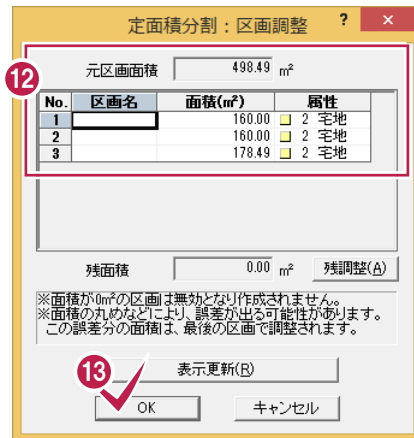 定面積分割：区画調整 ? ×
⑫
元区画面積 498.49 m²
No. 区画名 面積(m²) 属性
1 160.00 2 宅地
2 160.00 2 宅地
3 178.49 2 宅地
残面積 0.00 m² 残調整(A)
※面積が0m²の区画は無効となり作成されません。
※面積の丸めなどにより、誤差が出る可能性があります。
この誤差分の面積は、最後の区画で調整されます。
⑬
表示更新(R)
OK キャンセル